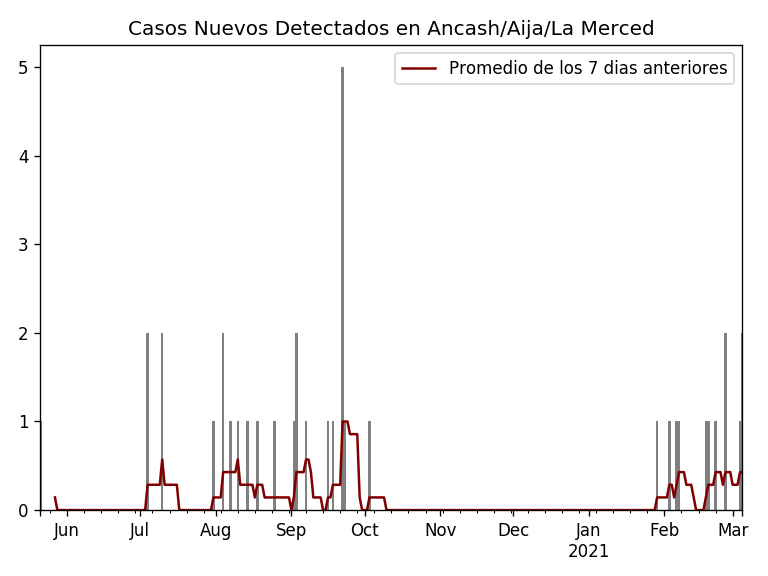 Casos Nuevos Detectados en Ancash/Aija/La Merced
Promedio de los 7 dias anteriores
5
4
3
2
1
0
Jun Jul Aug Sep Oct Nov Dec Jan Feb Mar
2021